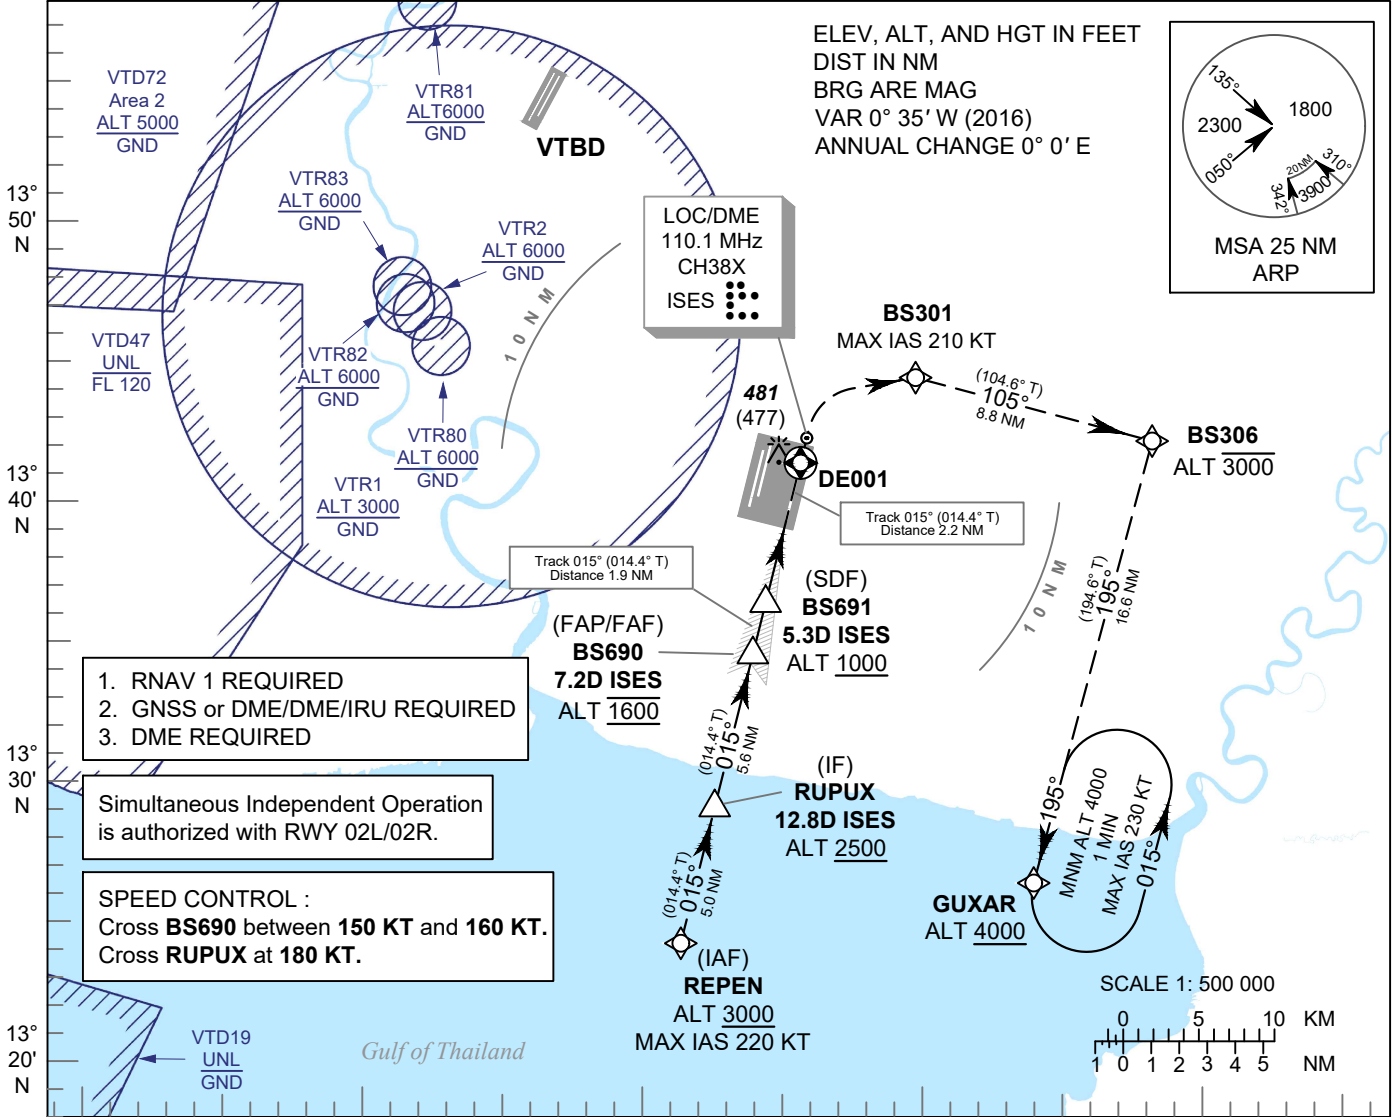 ELEV, ALT, AND HGT IN FEET
DIST IN NM
BRG ARE MAG
VAR 0° 35' W (2016)
ANNUAL CHANGE 0° 0' E
135°
2300
1800
050°
20NM
310°
342°
3900
MSA 25 NM
ARP
VTD72
Area 2
ALT 5000
GND
VTR81
ALT6000
GND
VTBD
VTR83
ALT 6000
GND
VTR2
ALT 6000
GND
13°
50'
N
LOC/DME
110.1 MHz
CH38X
ISES
10 NM
VTD47
UNL
FL 120
VTR82
ALT 6000
GND
VTR80
ALT 6000
GND
VTR1
ALT 3000
GND
BS301
MAX IAS 210 KT
(104.6° T)
105°
8.8 NM
BS306
ALT 3000
481
(477)
DE001
13°
40'
N
Track 015° (014.4° T)
Distance 2.2 NM
Track 015° (014.4° T)
Distance 1.9 NM
10 NM
(194.6° T)
195°
16.6 NM
(SDF)
BS691
5.3D ISES
ALT 1000
(FAP/FAF)
BS690
7.2D ISES
ALT 1600
1. RNAV 1 REQUIRED
2. GNSS or DME/DME/IRU REQUIRED
3. DME REQUIRED
(014.4° T)
015°
5.6 NM
13°
30'
N
Simultaneous Independent Operation
is authorized with RWY 02L/02R.
(IF)
RUPUX
12.8D ISES
ALT 2500
195°
MNM ALT 4000
1 MIN
MAX IAS 230 KT
015°
SPEED CONTROL :
Cross BS690 between 150 KT and 160 KT.
Cross RUPUX at 180 KT.
(014.4° T)
015°
5.0 NM
GUXAR
ALT 4000
(IAF)
REPEN
ALT 3000
MAX IAS 220 KT
13°
20'
N
VTD19
UNL
GND
Gulf of Thailand
SCALE 1: 500 000
0 5 10 KM
1 0 1 2 3 4 5 NM